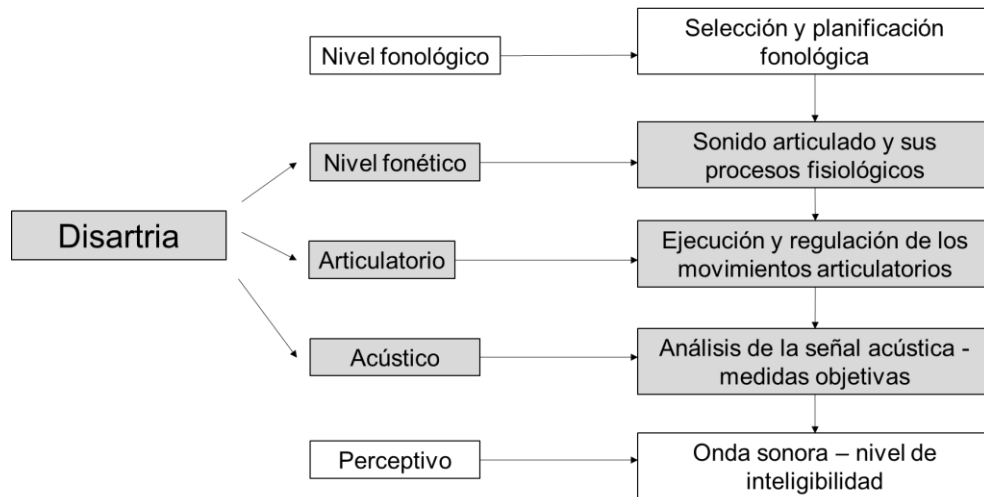 Nivel fonológico
Selección y planificación
fonológica
Disartria
Nivel fonético
Sonido articulado y sus
procesos fisiológicos
Articulatorio
Ejecución y regulación de los
movimientos articulatorios
Acústico
Análisis de la señal acústica -
medidas objetivas
Perceptivo
Onda sonora – nivel de
inteligibilidad